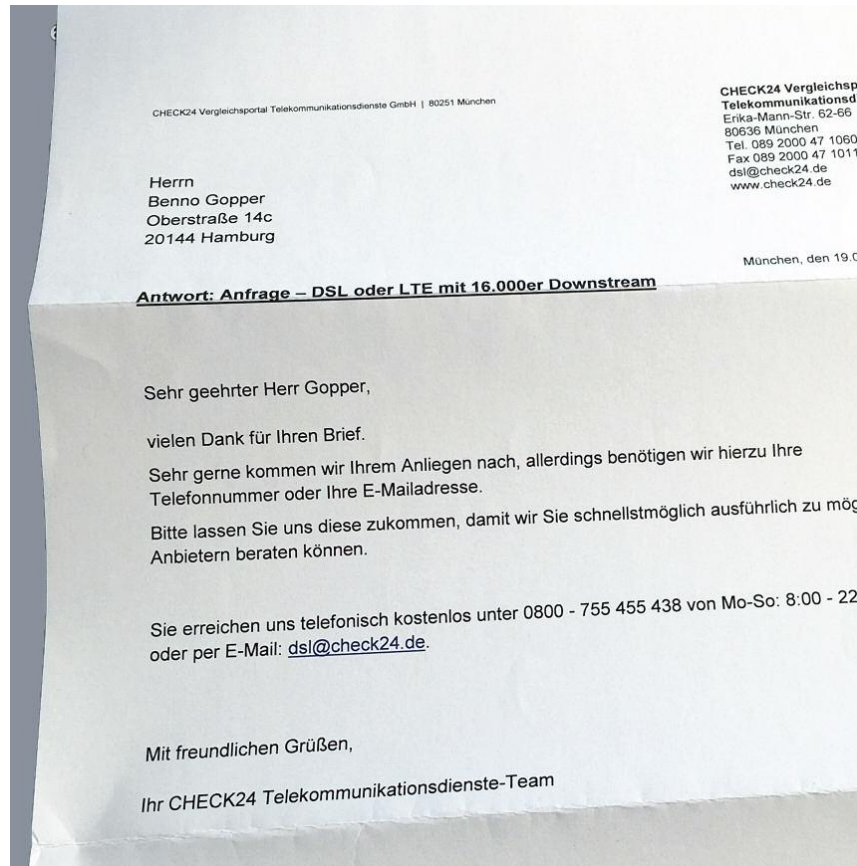 CHECK24 Vergleichsportal Telekommunikationsdienste GmbH | 80251 München
CHECK24 Vergleichsp
Telekommunikationsd
Erika-Mann-Str. 62-66
80636 München
Tel. 089 2000 47 1060
Fax 089 2000 47 1011
dsl@check24.de
www.check24.de
Herrn
Benno Gopper
Oberstraße 14c
20144 Hamburg
München, den 19.0
Antwort: Anfrage – DSL oder LTE mit 16.000er Downstream
Sehr geehrter Herr Gopper,
vielen Dank für Ihren Brief.
Sehr gerne kommen wir Ihrem Anliegen nach, allerdings benötigen wir hierzu Ihre
Telefonnummer oder Ihre E-Mailadresse.
Bitte lassen Sie uns diese zukommen, damit wir Sie schnellstmöglich ausführlich zu mög
Anbietern beraten können.
Sie erreichen uns telefonisch kostenlos unter 0800 - 755 455 438 von Mo-So: 8:00 - 22
oder per E-Mail: dsl@check24.de.
Mit freundlichen Grüßen,
Ihr CHECK24 Telekommunikationsdienste-Team